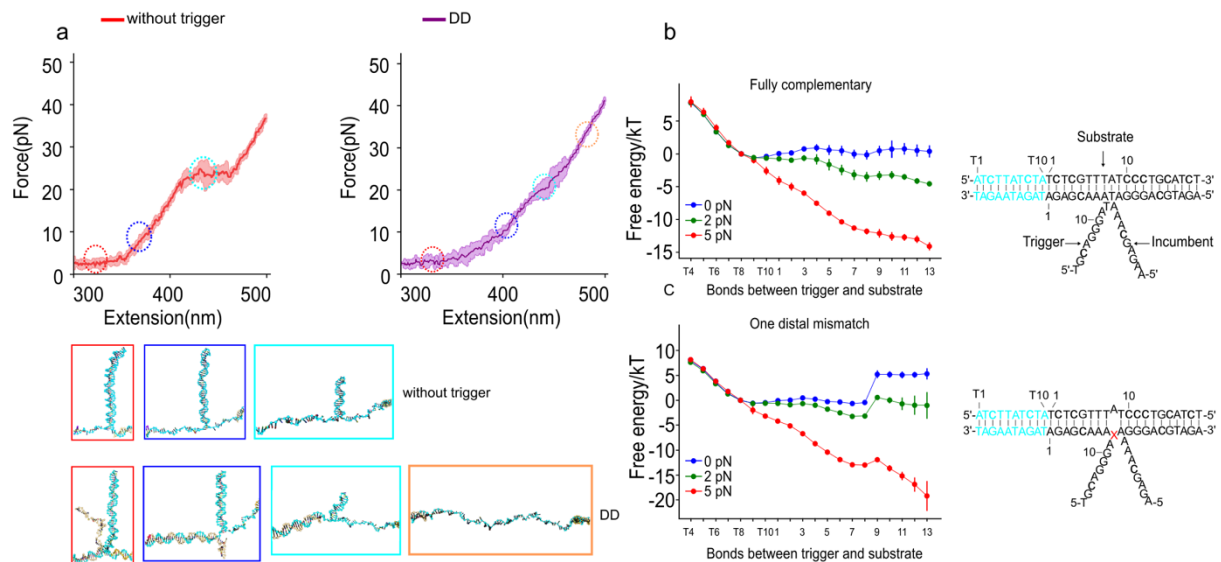 without trigger
DD
a
Force(pN)
50
40
30
20
10
0
300
400
500
Extension(nm)
Force(pN)
50
40
30
20
10
0
300
400
500
Extension(nm)
without trigger
DD
b
Fully complementary
Free energy/kT
5
0
-5
-10
-15
0 pN
2 pN
5 pN
T4 T6 T8 T10 1 3 5 7 9 11 13
Bonds between trigger and substrate
Substrate
T1 T10 1 10
5'-ATCTTATCTATCTCGTTTATCCCTGCATCT-3'
3'-TAGAATAGATAGAGCAAATAGGGACGTAGA-5'
1
10
Trigger
Incumbent
5'
A-5'
C
One distal mismatch
Free energy/kT
10
5
0
-5
-10
-15
-20
0 pN
2 pN
5 pN
T4 T6 T8 T10 1 3 5 7 9 11 13
Bonds between trigger and substrate
T1 T10 1 10
A
5'-ATCTTATCTATCTCGTTT TCCCTGCATCT-3'
3'-TAGAATAGATAGAGCAAA X AGGGACGTAGA-5'
1
10